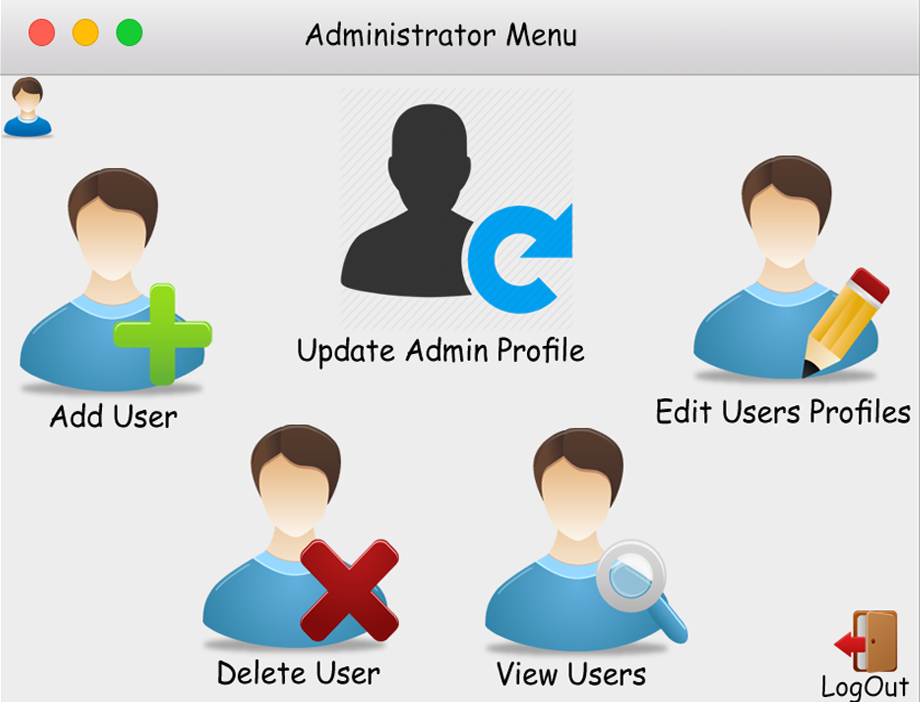 Administrator Menu
Update Admin Profile
Add User
Edit Users Profiles
Delete User
View Users
LogOut